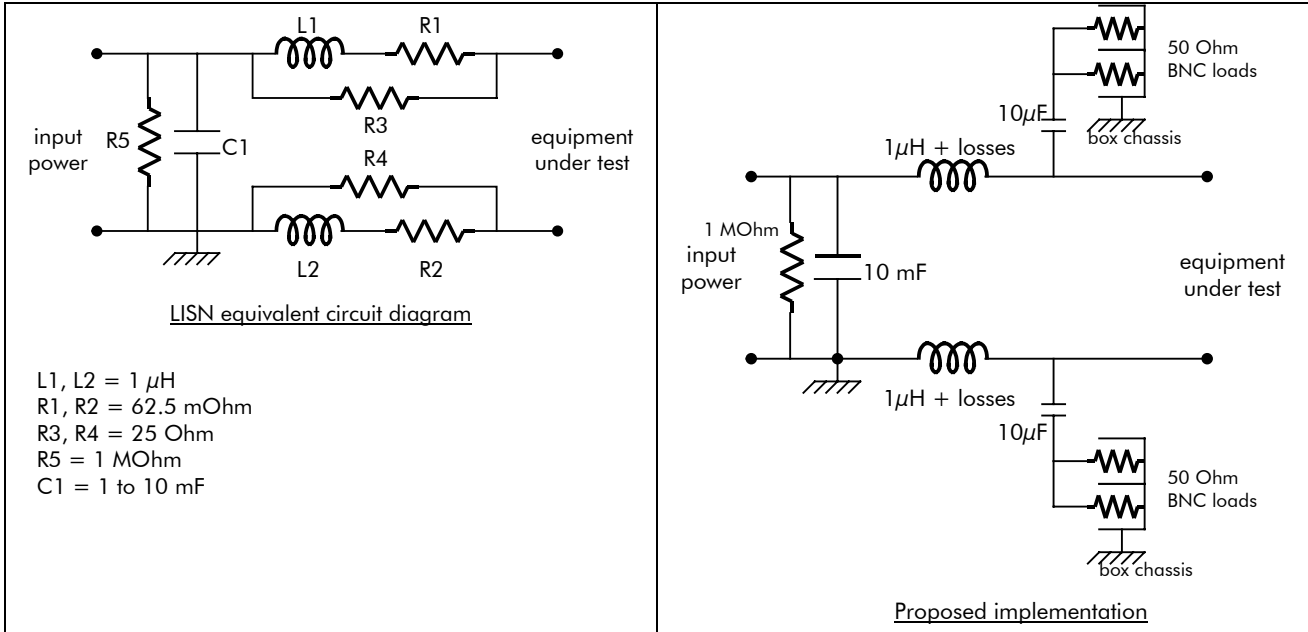 L1
R1
R3
input
power
R5
C1
equipment
under test
R4
L2
R2
LISN equivalent circuit diagram
L1, L2 = 1 µH
R1, R2 = 62.5 mOhm
R3, R4 = 25 Ohm
R5 = 1 MOhm
C1 = 1 to 10 mF
50 Ohm
BNC loads
10µF
box chassis
1µH + losses
1 MOhm
input
power
10 mF
equipment
under test
1µH + losses
10µF
50 Ohm
BNC loads
box chassis
Proposed implementation